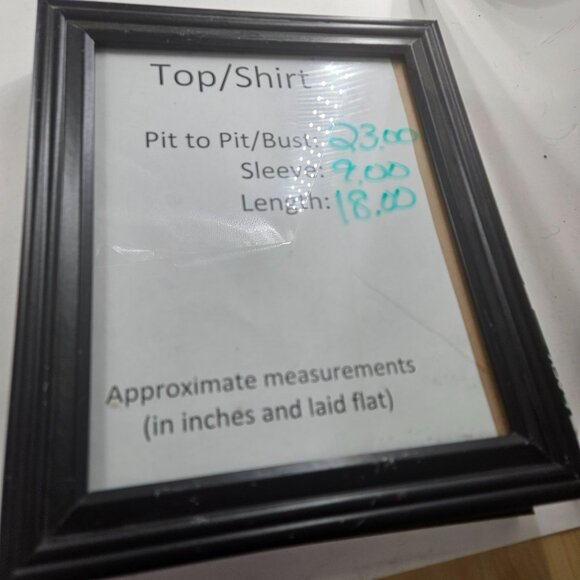 Top/Shirt
Pit to Pit/Bust: 23.00
Sleeve: 9.00
Length: 18.00
Approximate measurements
(in inches and laid flat)